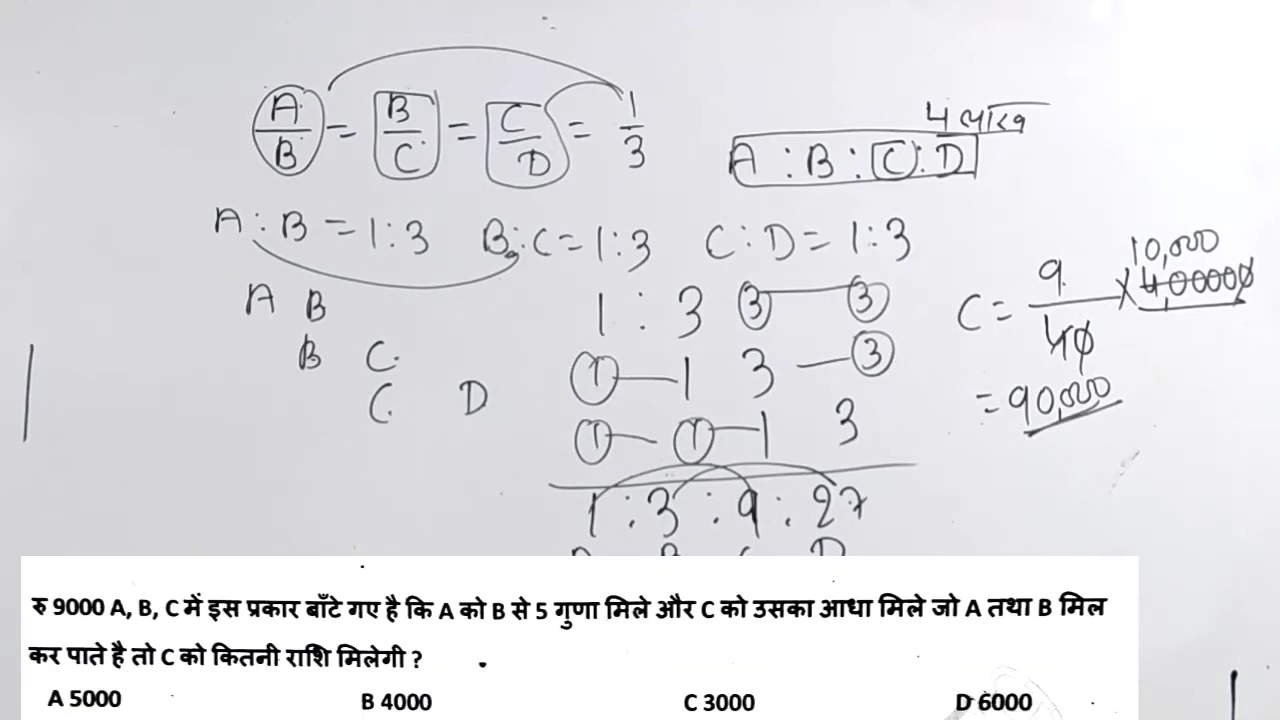 A/B = B/C = C/D = 1/3
4 लाख
A : B : C : D
A : B = 1 : 3 B : C = 1 : 3 C : D = 1 : 3
A B 1 : 3 3 3
B C 1 1 3 3
C D 1 1 1 3
1 : 3 : 9 : 27
C = 9/40 × 4,00000
10,000
= 90,000
रु 9000 A, B, C में इस प्रकार बाँटे गए है कि A को B से 5 गुणा मिले और C को उसका आधा मिले जो A तथा B मिल
कर पाते है तो C को कितनी राशि मिलेगी ?
A 5000 B 4000 C 3000 D 6000